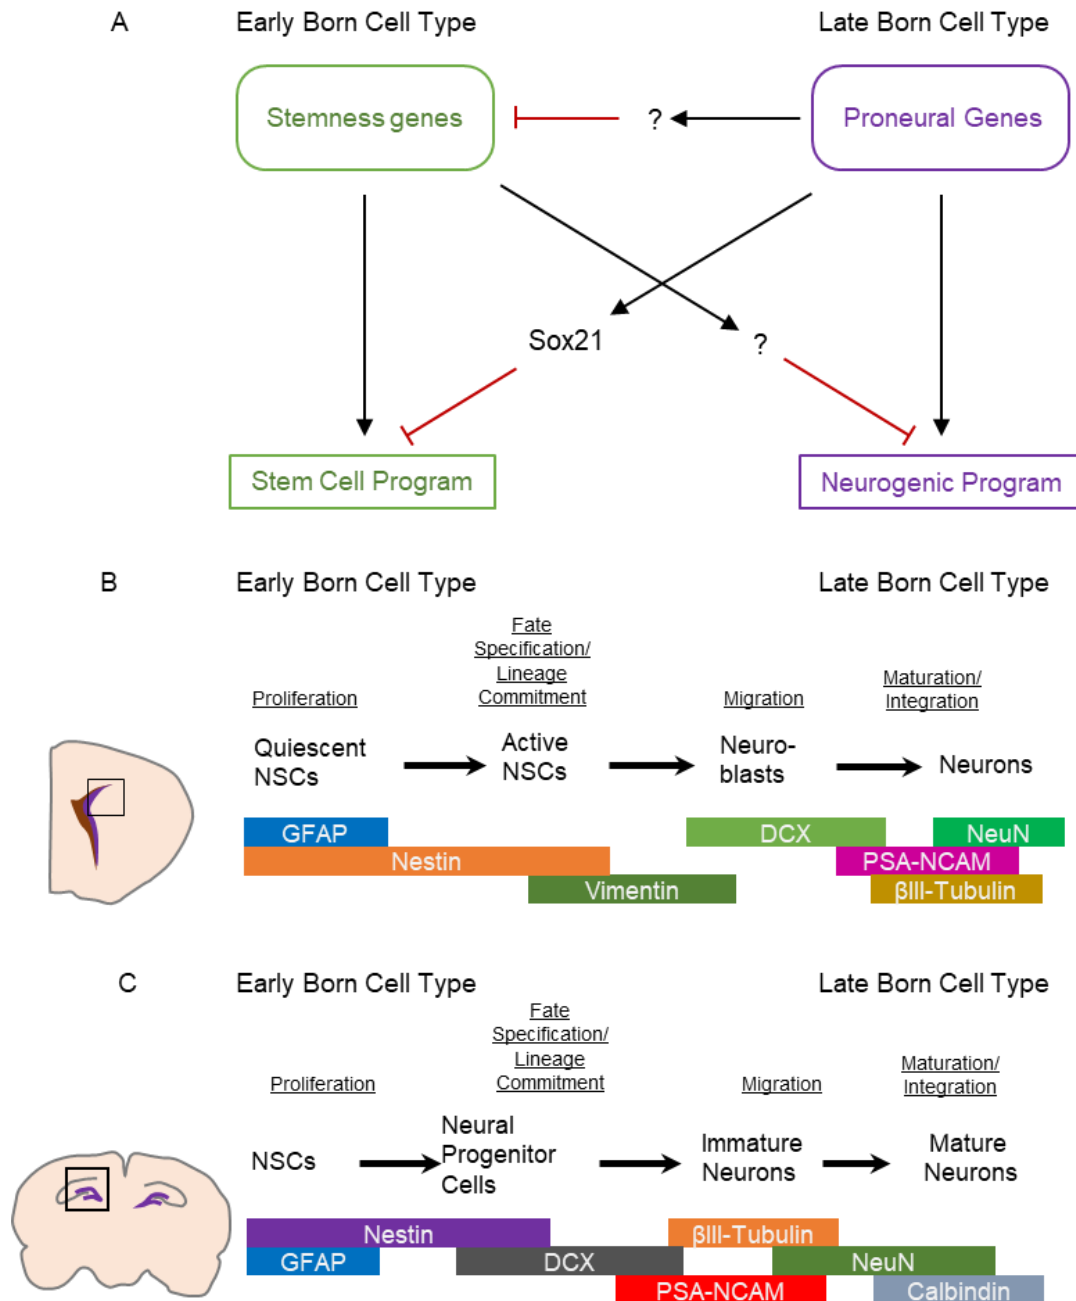 A
Early Born Cell Type
Late Born Cell Type
Stemness genes
?
Proneural Genes
Sox21
?
Stem Cell Program
Neurogenic Program
B
Early Born Cell Type
Late Born Cell Type
Proliferation
Fate
Specification/
Lineage
Commitment
Migration
Maturation/
Integration
Quiescent
NSCs
Active
NSCs
Neuro-
blasts
Neurons
GFAP
DCX
NeuN
Nestin
PSA-NCAM
Vimentin
βIII-Tubulin
C
Early Born Cell Type
Late Born Cell Type
Proliferation
Fate
Specification/
Lineage
Commitment
Migration
Maturation/
Integration
NSCs
Neural
Progenitor
Cells
Immature
Neurons
Mature
Neurons
Nestin
βIII-Tubulin
GFAP
DCX
NeuN
PSA-NCAM
Calbindin